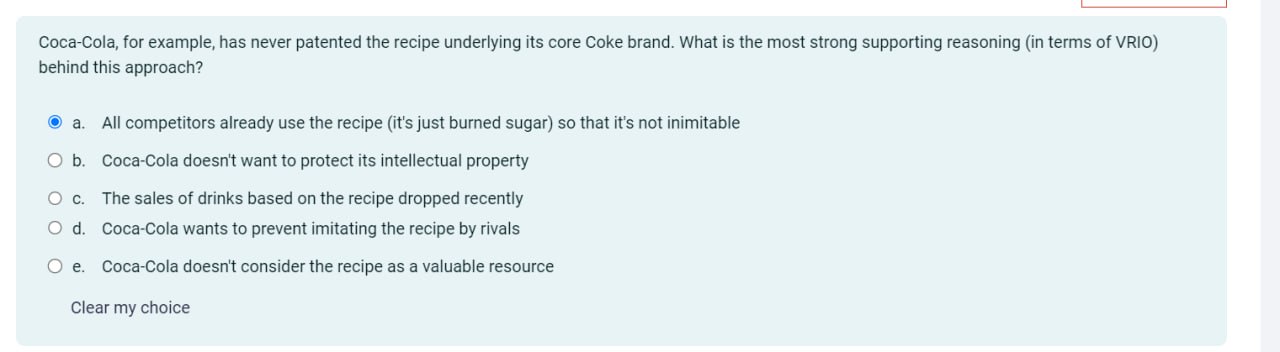 Coca-Cola, for example, has never patented the recipe underlying its core Coke brand. What is the most strong supporting reasoning (in terms of VRIO)
behind this approach?
a. All competitors already use the recipe (it's just burned sugar) so that it's not inimitable
b. Coca-Cola doesn't want to protect its intellectual property
c. The sales of drinks based on the recipe dropped recently
d. Coca-Cola wants to prevent imitating the recipe by rivals
e. Coca-Cola doesn't consider the recipe as a valuable resource
Clear my choice